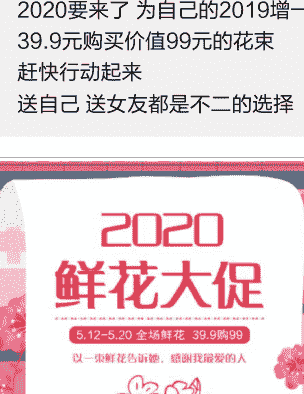 2020要来了 为自己的2019增一
39.9元购买价值99元的花束
赶快行动起来
送自己 送女友都是不二的选择
2020
鲜花大促
5.12-5.20 全场鲜花 39.9购99
以一束鲜花告诉她，感谢我最爱的人